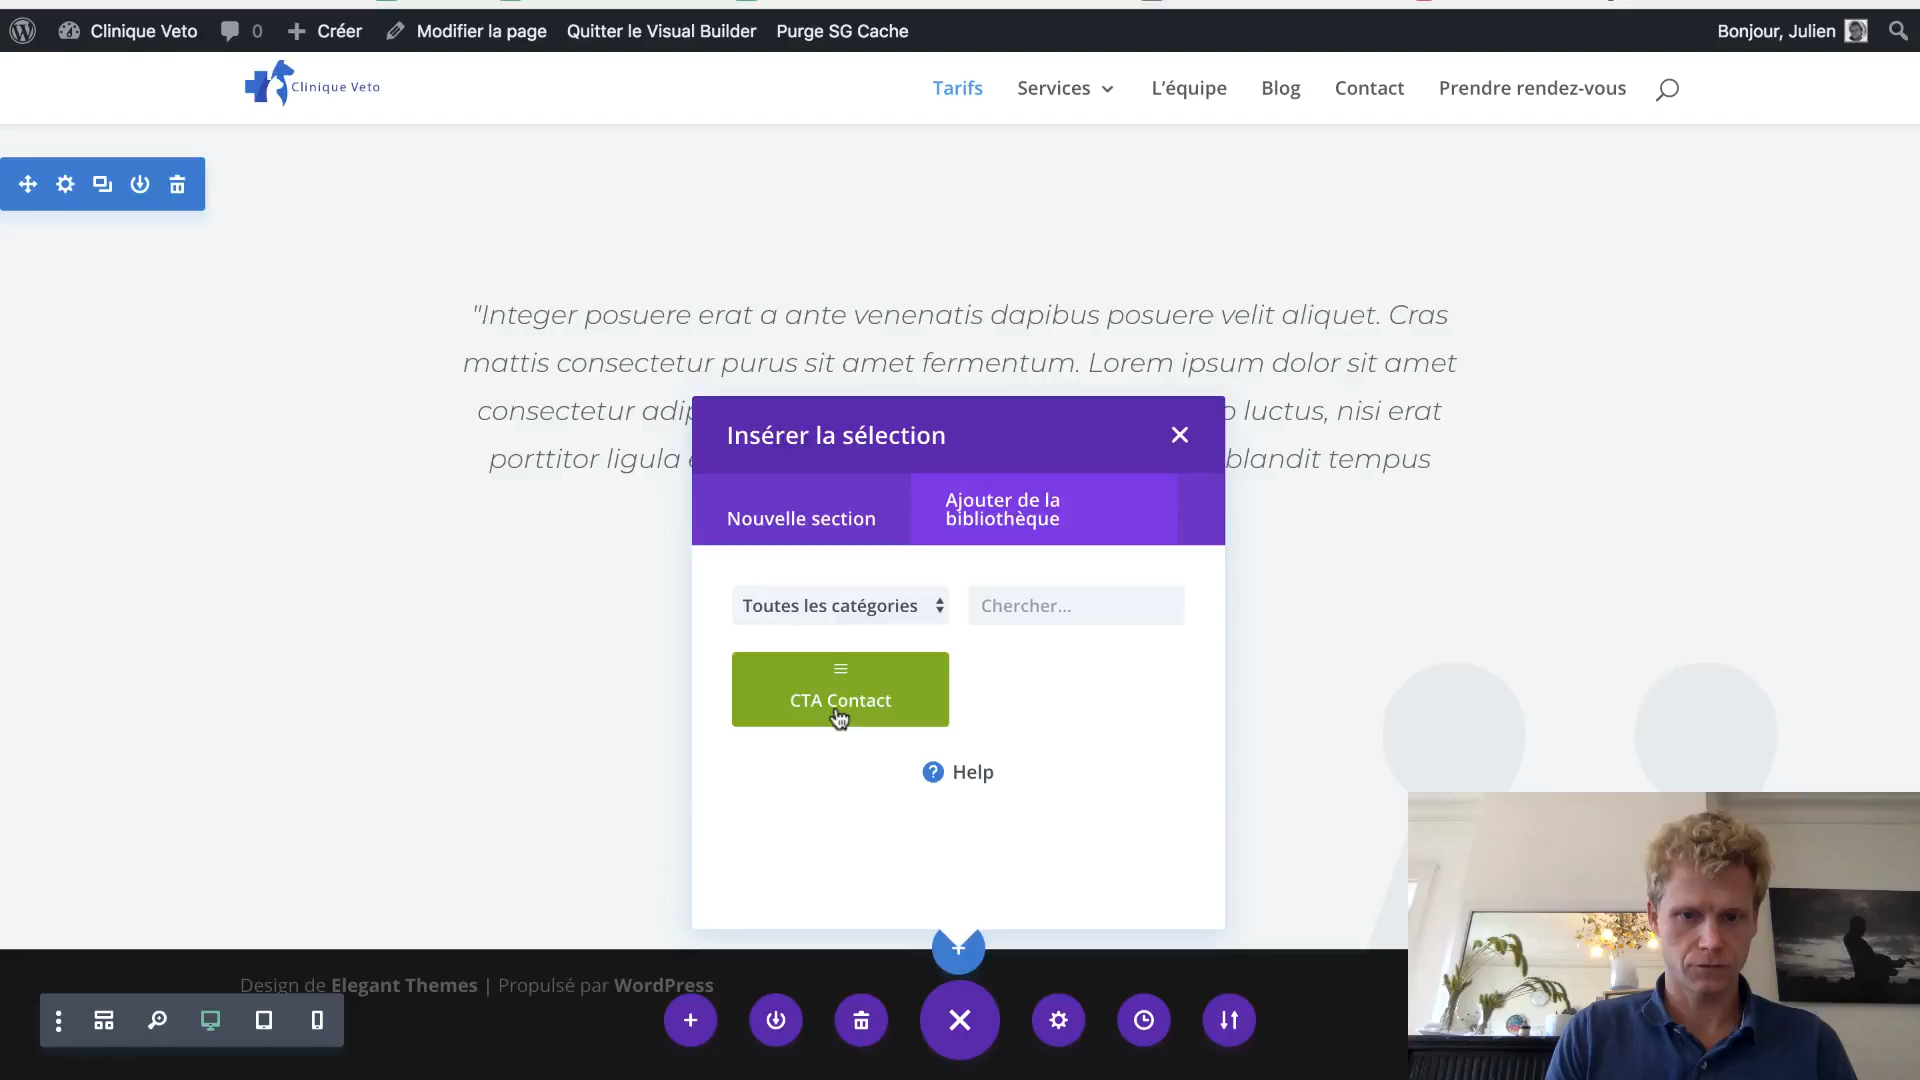 Clinique Veto 0 Créer Modifier la page Quitter le Visual Builder Purge SG Cache Bonjour, Julien
Clinique Veto Tarifs Services L'équipe Blog Contact Prendre rendez-vous
"Integer posuere erat a ante venenatis dapibus posuere velit aliquet. Cras
mattis consectetur purus sit amet fermentum. Lorem ipsum dolor sit amet
consectetur luctus, nisi erat
porttitor ligula blandit tempus
Insérer la sélection
Nouvelle section
Ajouter de la
bibliothèque
Toutes les catégories Chercher...
CTA Contact
? Help
Design de Elegant Themes | Propulsé par WordPress